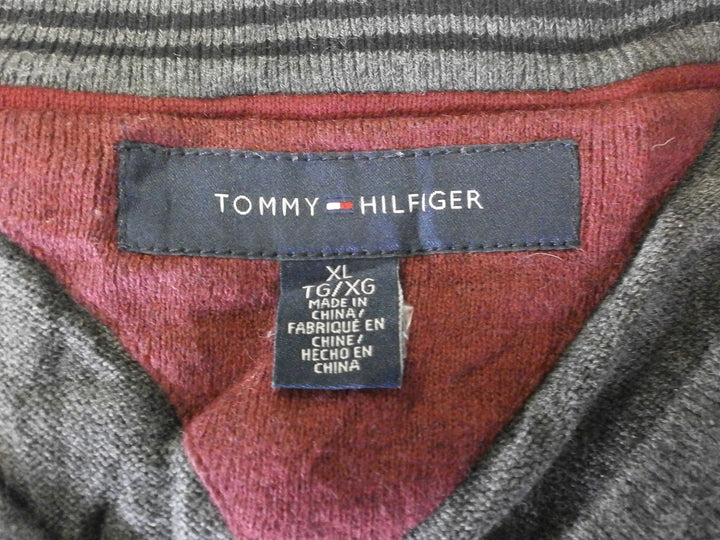 TOMMY HILFIGER
XL
TG/XG
MADE IN
CHINA/
FABRIQUÉ EN
CHINE/
HECHO EN
CHINA